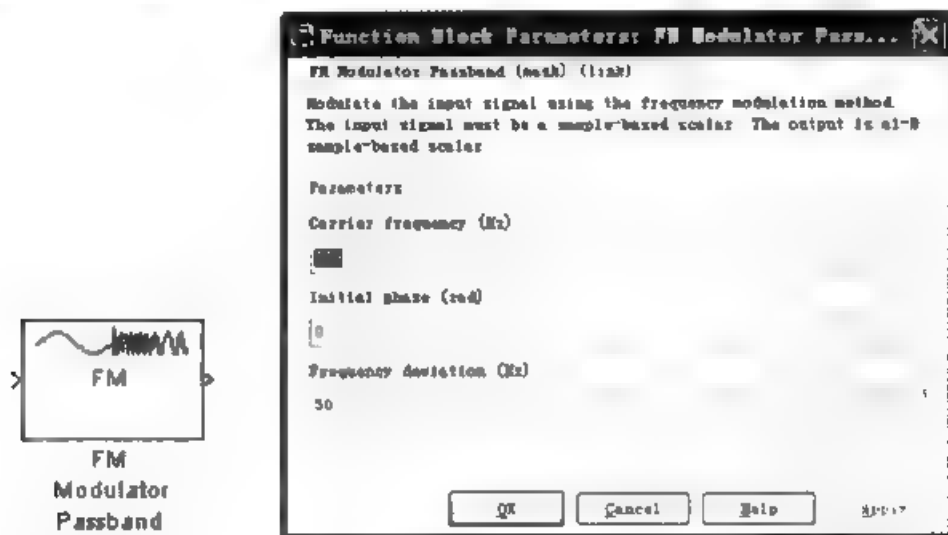 Function Block Parameters: FM Modulator Pass...
FM Modulator Passband (mask) (link)
Modulate the input signal using the frequency modulation method
The input signal must be a sample-based scalar The output is a1-D
sample-based scalar
Parameters
Carrier frequency (Hz)
Initial phase (rad)
0
Frequency deviation (Hz)
50
OK Cancel Help Apply
FM
FM
Modulator
Passband